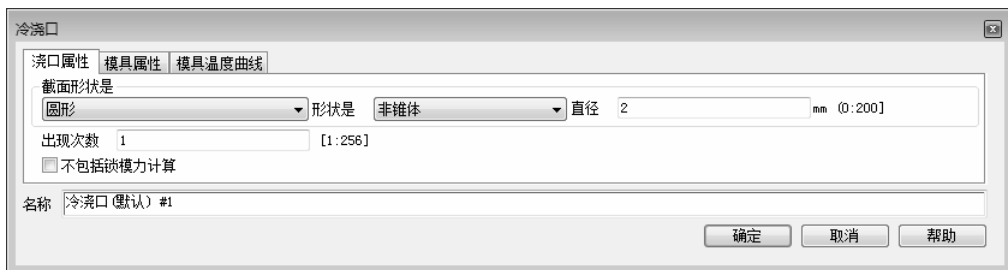 冷浇口
浇口属性 模具属性 模具温度曲线
截面形状是
圆形 形状是 非锥体 直径 2 mm (0:200]
出现次数 1 [1:256]
不包括锁模力计算
名称 冷浇口 (默认) #1
确定 取消 帮助